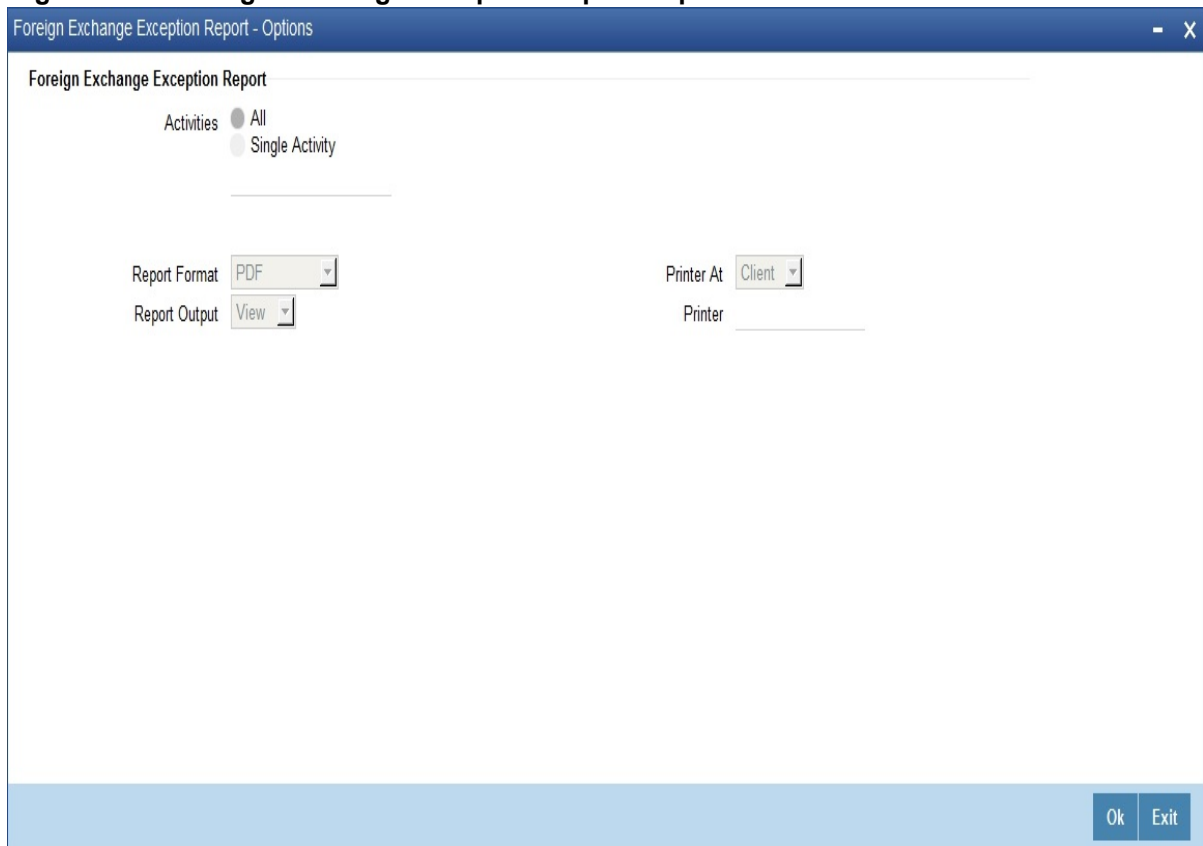 Foreign Exchange Exception Report - Options
Foreign Exchange Exception Report
Activities All
Single Activity
Report Format PDF Printer At Client
Report Output View Printer
Ok Exit